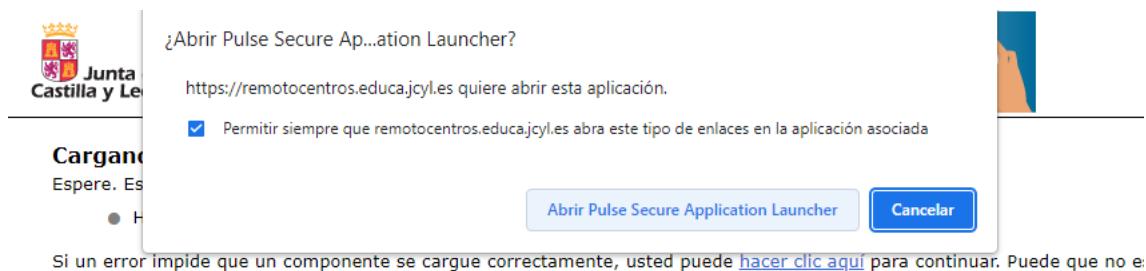 ¿Abrir Pulse Secure Ap...ation Launcher?
Junta
Castilla y Le
https://remotocentros.educa.jcyl.es quiere abrir esta aplicación.
Permitir siempre que remotocentros.educa.jcyl.es abra este tipo de enlaces en la aplicación asociada
Cargand
Espere. Es
H
Abrir Pulse Secure Application Launcher
Cancelar
Si un error impide que un componente se cargue correctamente, usted puede hacer clic aquí para continuar. Puede que no e